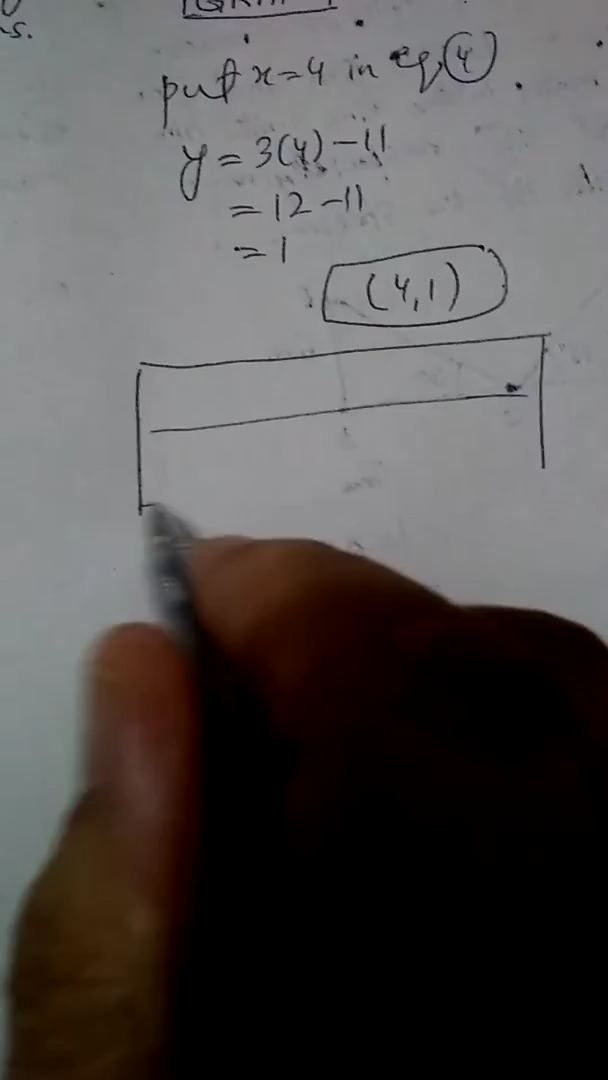 s.
put x=4 in eq (4)
y = 3(4) - 11
= 12 - 11
= 1
(4,1)